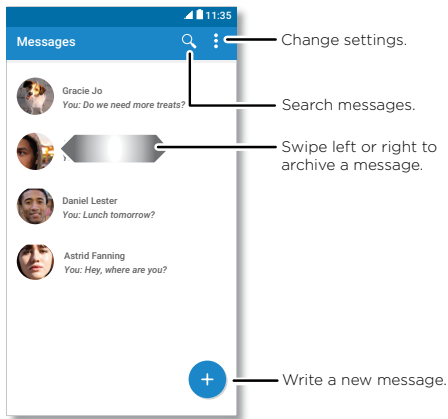 11:35
Messages
Change settings.
Gracie Jo
You: Do we need more treats?
Search messages.
Swipe left or right to
archive a message.
Daniel Lester
You: Lunch tomorrow?
Astrid Fanning
You: Hey, where are you?
Write a new message.